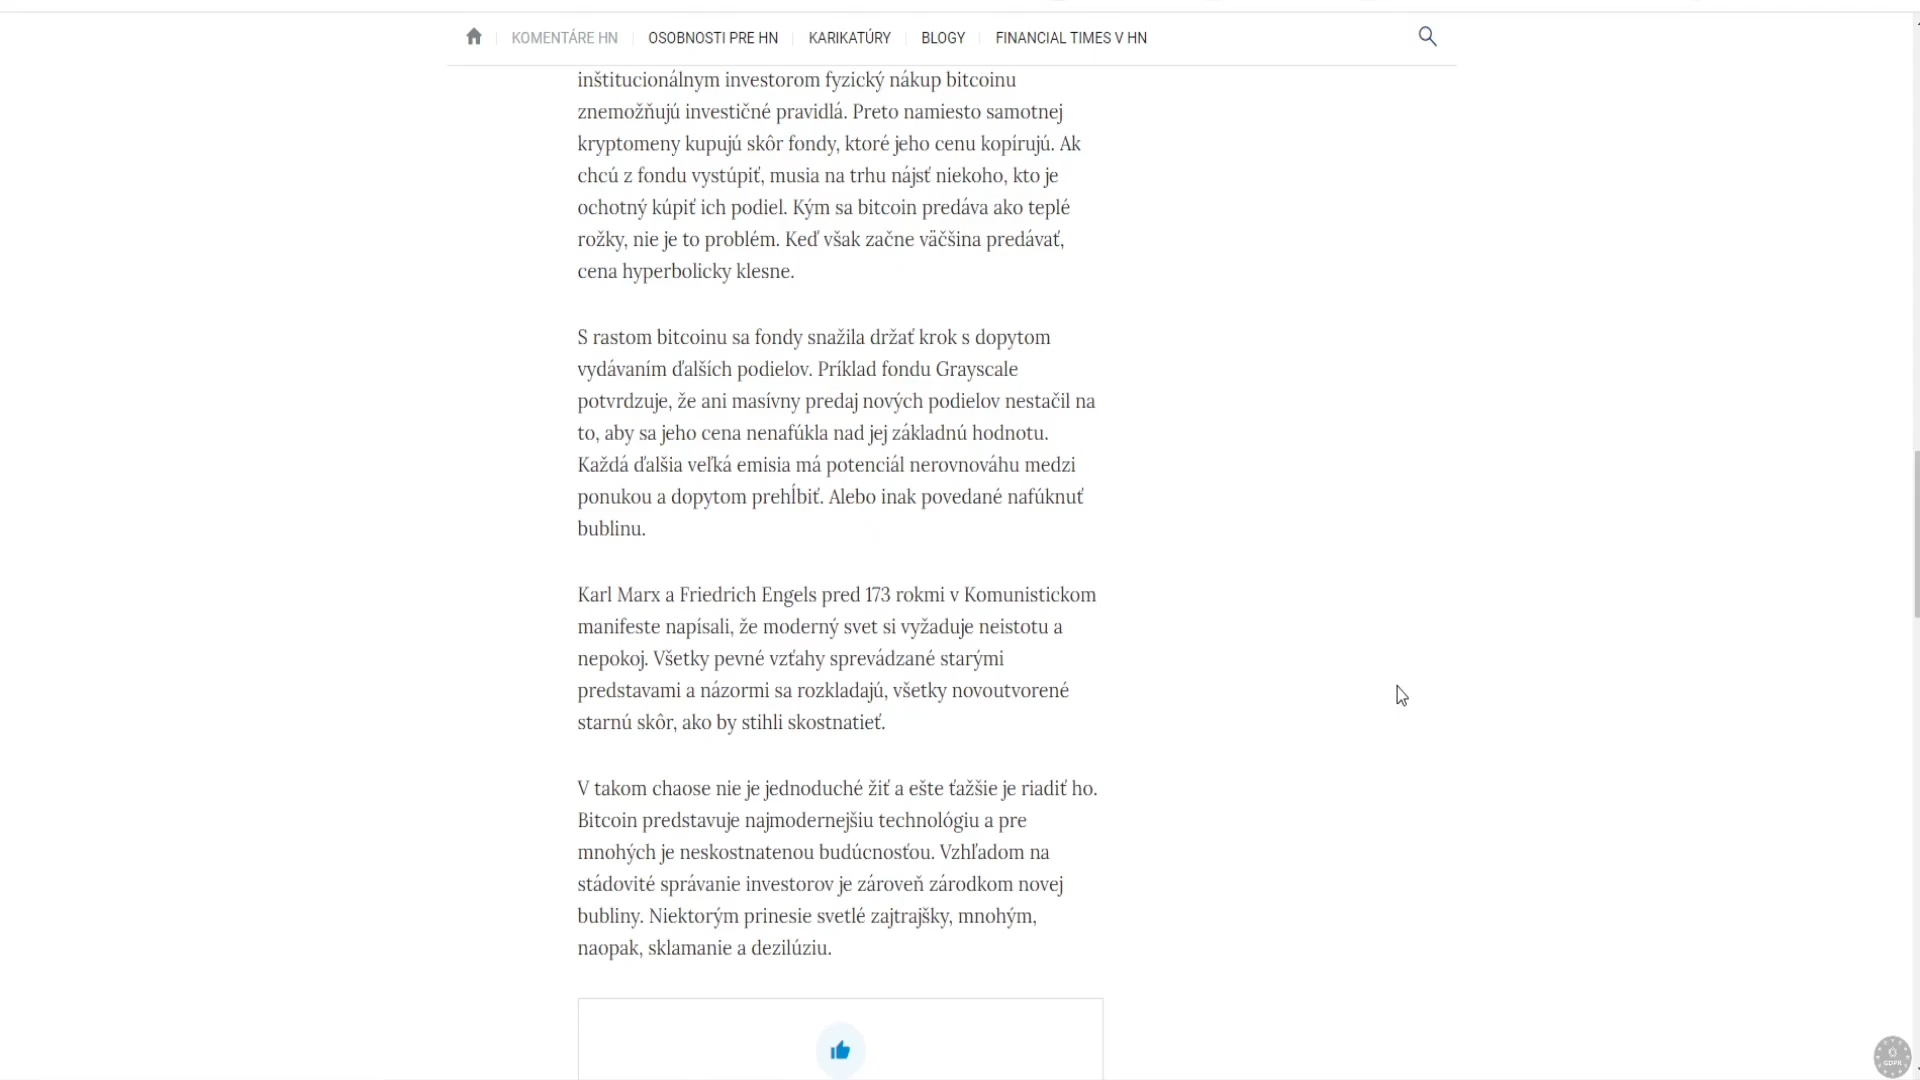 KOMENTÁRE HN OSOBNOSTI PRE HN KARIKATÚRY BLOGY FINANCIAL TIMES V HN
inštitucionálnym investorom fyzický nákup bitcoinu
znemožňujú investičné pravidlá. Preto namiesto samotnej
kryptomeny kupujú skôr fondy, ktoré jeho cenu kopírujú. Ak
chcú z fondu vystúpiť, musia na trhu nájsť niekoho, kto je
ochotný kúpiť ich podiel. Kým sa bitcoin predáva ako teplé
rožky, nie je to problém. Keď však začne väčšina predávať,
cena hyperbolicky klesne.
S rastom bitcoinu sa fondy snažila držať krok s dopytom
vydávaním ďalších podielov. Príklad fondu Grayscale
potvrdzuje, že ani masívny predaj nových podielov nestačil na
to, aby sa jeho cena nenafúkla nad jej základnú hodnotu.
Každá ďalšia veľká emisia má potenciál nerovnováhu medzi
ponukou a dopytom prehĺbiť. Alebo inak povedané nafúknuť
bublinu.
Karl Marx a Friedrich Engels pred 173 rokmi v Komunistickom
manifeste napísali, že moderný svet si vyžaduje neistotu a
nepokoj. Všetky pevné vzťahy sprevádzané starými
predstavami a názormi sa rozkladajú, všetky novoutvorené
starnú skôr, ako by stihli skostnatieť.
V takom chaose nie je jednoduché žiť a ešte ťažšie je riadiť ho.
Bitcoin predstavuje najmodernejšiu technológiu a pre
mnohých je neskostnatenou budúcnosťou. Vzhľadom na
stádovité správanie investorov je zároveň zárodkom novej
bubliny. Niektorým prinesie svetlé zajtrajšky, mnohým,
naopak, sklamanie a dezilúziu.
GDPR